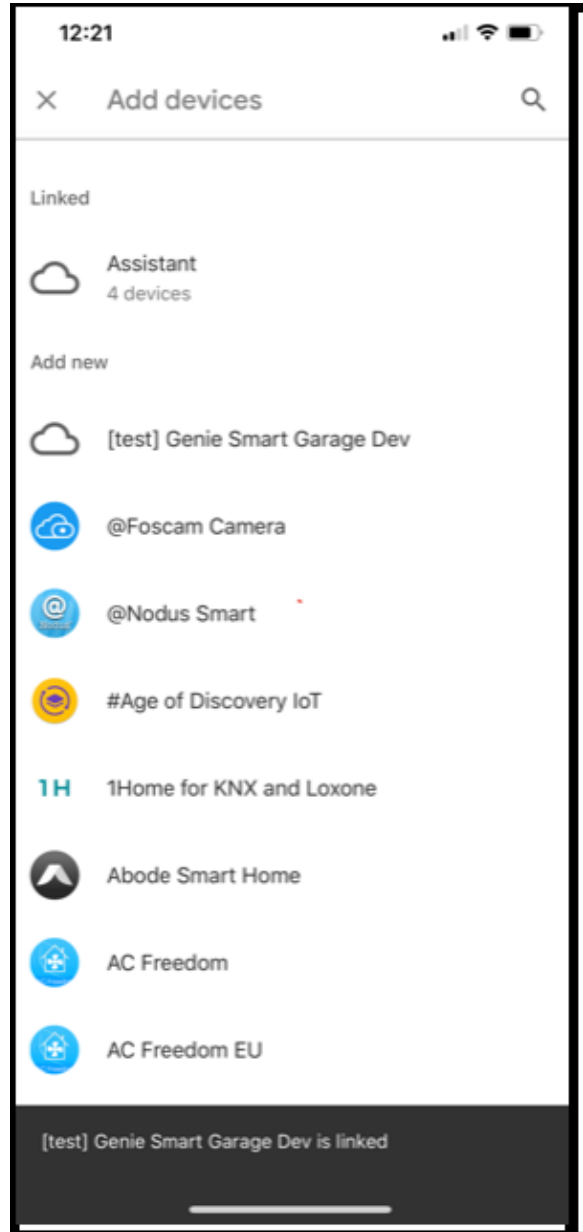 12:21
Add devices
Linked
Assistant
4 devices
Add new
[test] Genie Smart Garage Dev
@Foscam Camera
@Nodus Smart
#Age of Discovery IoT
1H 1Home for KNX and Loxone
Abode Smart Home
AC Freedom
AC Freedom EU
[test] Genie Smart Garage Dev is linked